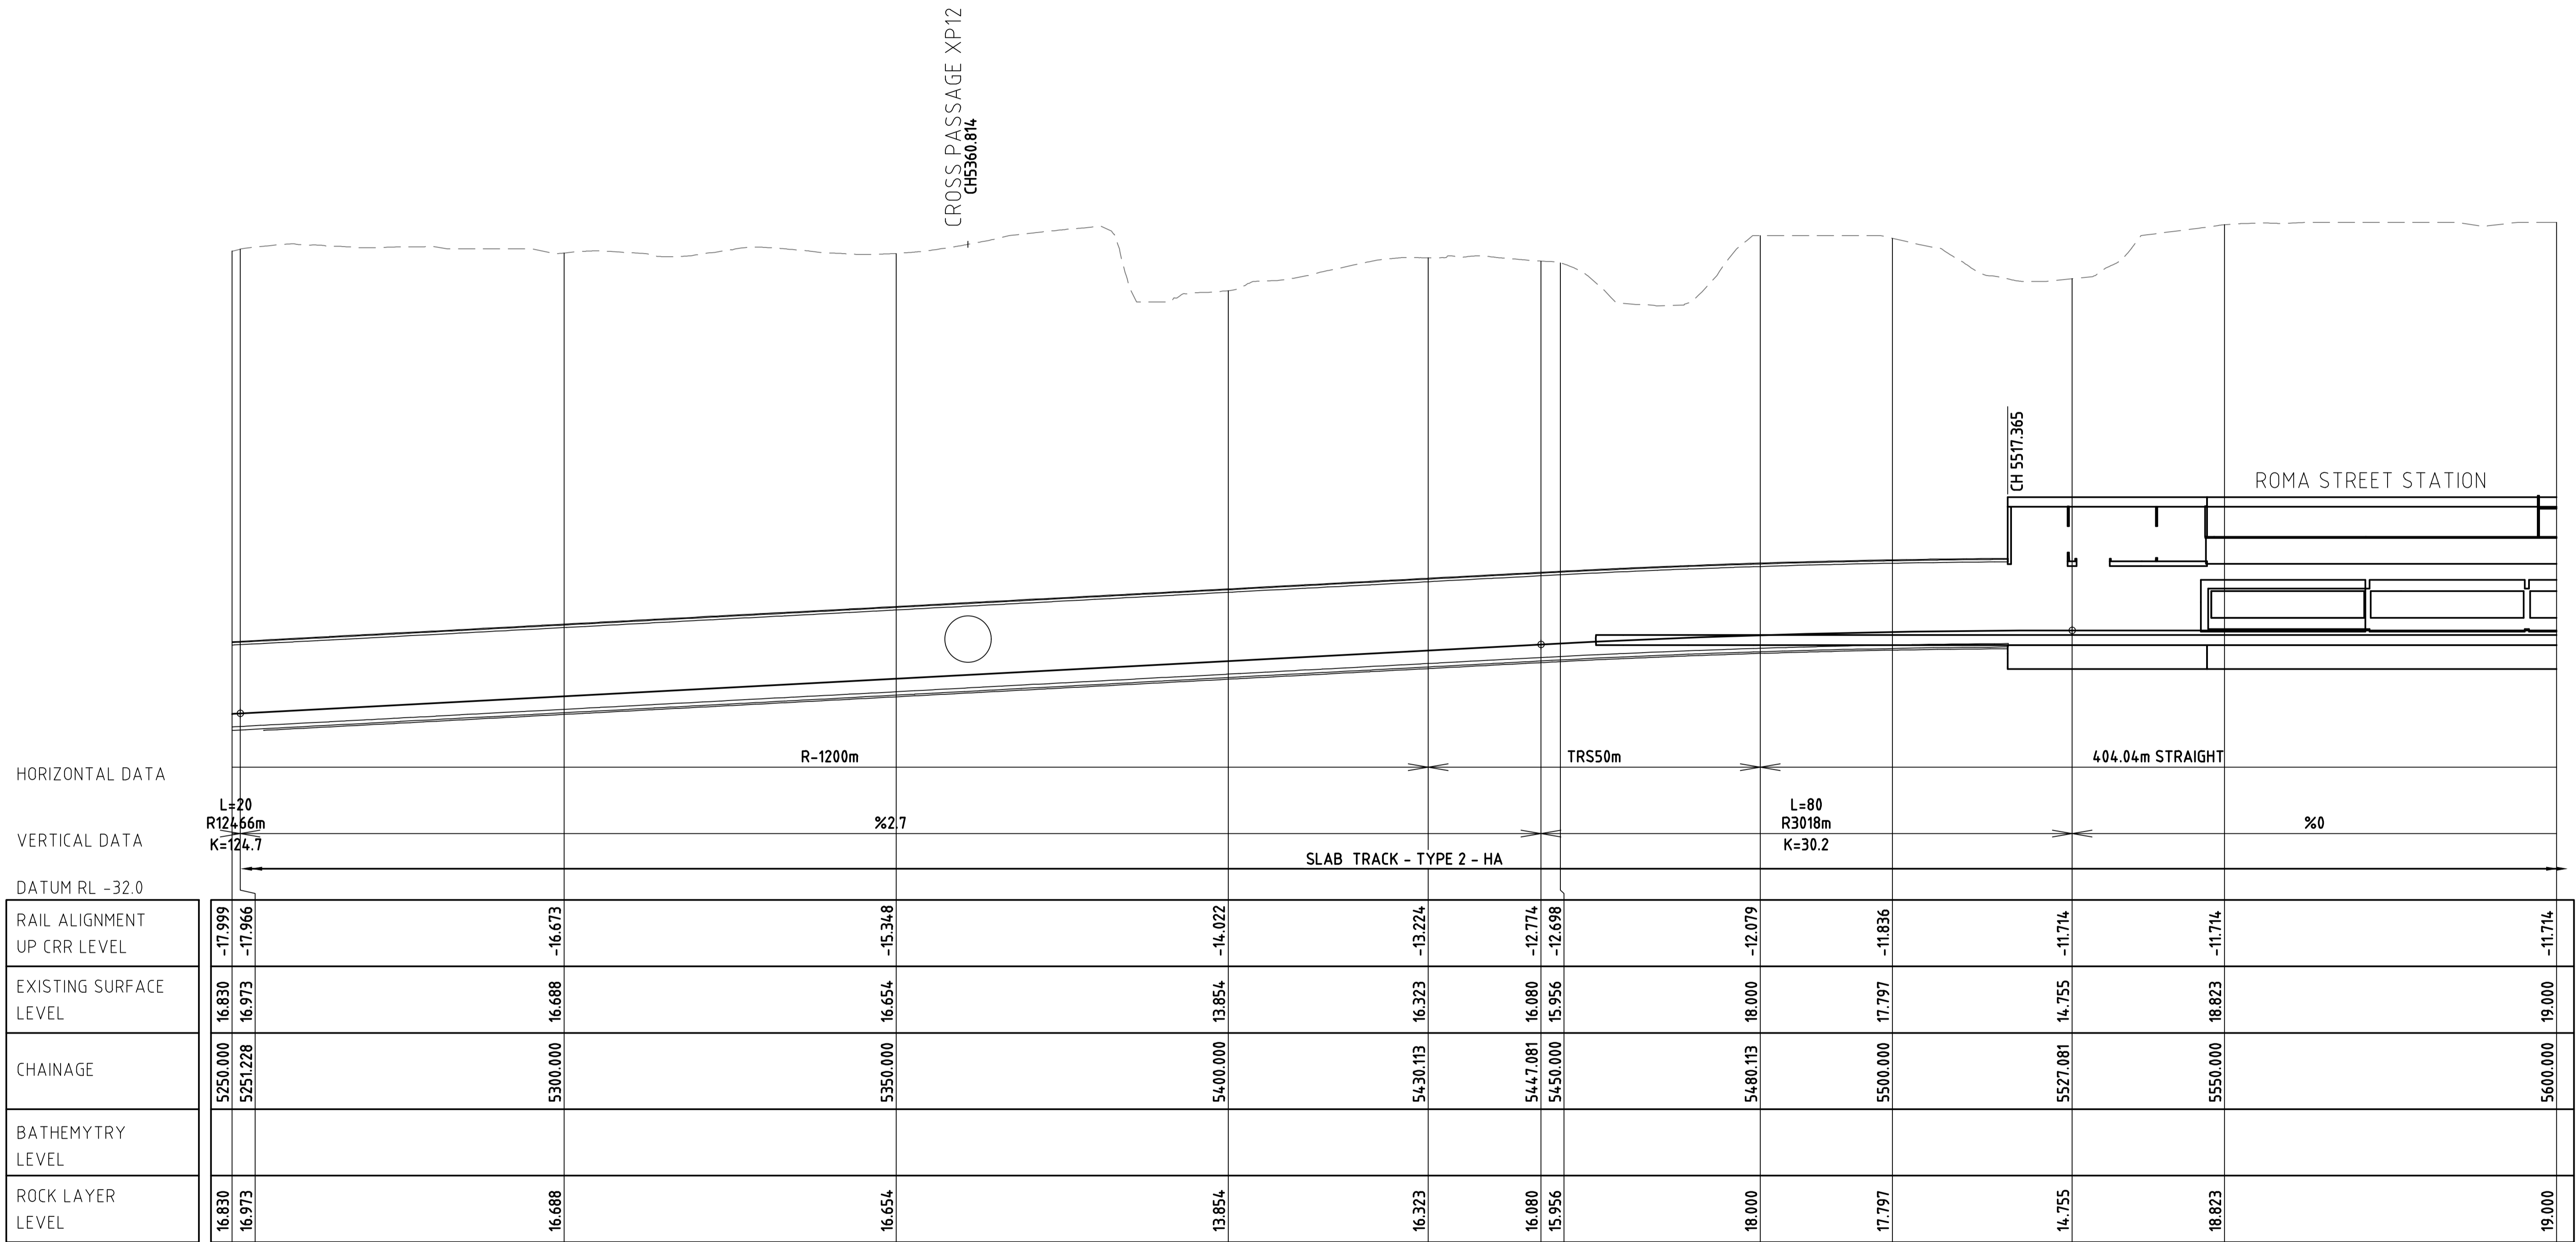 CROSS PASSAGE XP12
CH5360.814
CH 5517.365
ROMA STREET STATION
HORIZONTAL DATA
R-1200m
TRS50m
404.04m STRAIGHT
VERTICAL DATA
L=20
R12466m
K=124.7
%2.7
L=80
R3018m
K=30.2
%0
SLAB TRACK - TYPE 2 - HA
DATUM RL -32.0
RAIL ALIGNMENT
UP CRR LEVEL
-17.999
-17.966
-16.673
-15.348
-14.022
-13.224
-12.774
-12.698
-12.079
-11.836
-11.714
-11.714
-11.714
EXISTING SURFACE
LEVEL
16.830
16.973
16.688
16.654
13.854
16.323
16.080
15.956
18.000
17.797
14.755
18.823
19.000
CHAINAGE
5250.000
5251.228
5300.000
5350.000
5400.000
5430.113
5447.081
5450.000
5480.113
5500.000
5527.081
5550.000
5600.000
BATHEMYTRY
LEVEL
ROCK LAYER
LEVEL
16.830
16.973
16.688
16.654
13.854
16.323
16.080
15.956
18.000
17.797
14.755
18.823
19.000